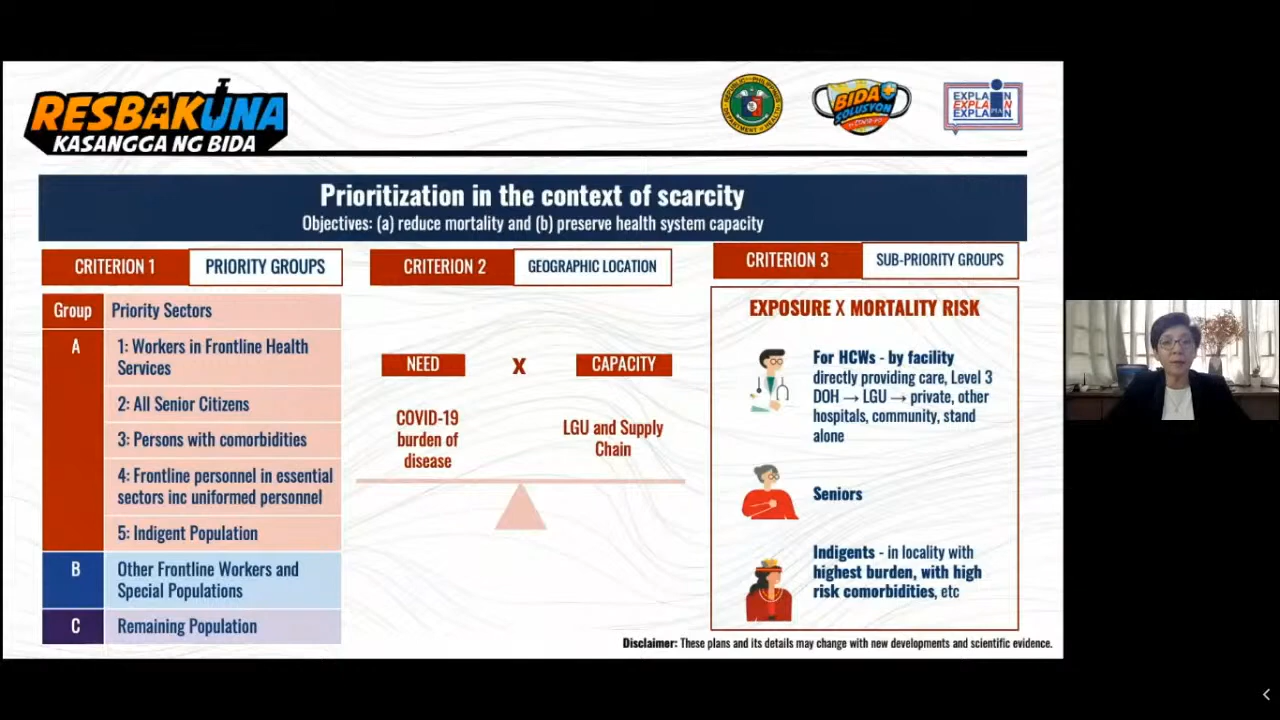 RESBAKUNA
KASANGGA NG BIDA
BIDA
SOLUSYON
EXPLAIN
EXPLAIN
EXPLAIN
Prioritization in the context of scarcity
Objectives: (a) reduce mortality and (b) preserve health system capacity
CRITERION 1
PRIORITY GROUPS
Group
Priority Sectors
A
1: Workers in Frontline Health
Services
2: All Senior Citizens
3: Persons with comorbidities
4: Frontline personnel in essential
sectors inc uniformed personnel
5: Indigent Population
B
Other Frontline Workers and
Special Populations
C
Remaining Population
CRITERION 2
GEOGRAPHIC LOCATION
NEED
X
CAPACITY
COVID-19
burden of
disease
LGU and Supply
Chain
CRITERION 3
SUB-PRIORITY GROUPS
EXPOSURE X MORTALITY RISK
For HCWs - by facility
directly providing care, Level 3
DOH → LGU → private, other
hospitals, community, stand
alone
Seniors
Indigents - in locality with
highest burden, with high
risk comorbidities, etc
Disclaimer: These plans and its details may change with new developments and scientific evidence.